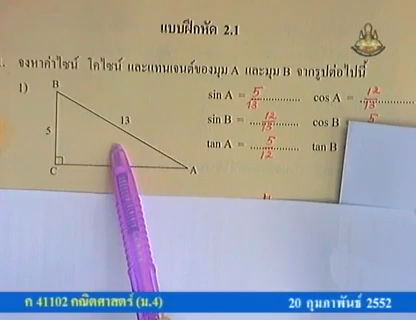 แบบฝึกหัด 2.1
จงหาค่าไซน์ โคไซน์ และแทนเจนต์ของมุม A และมุม B จากรูปต่อไปนี้
1)
B
5
13
C
A
sin A = 5/13
cos A = 12/13
sin B = 12/13
cos B = 5
tan A = 5/12
tan B
ค 41102 คณิตศาสตร์ (ม.4)
20 กุมภาพันธ์ 2552